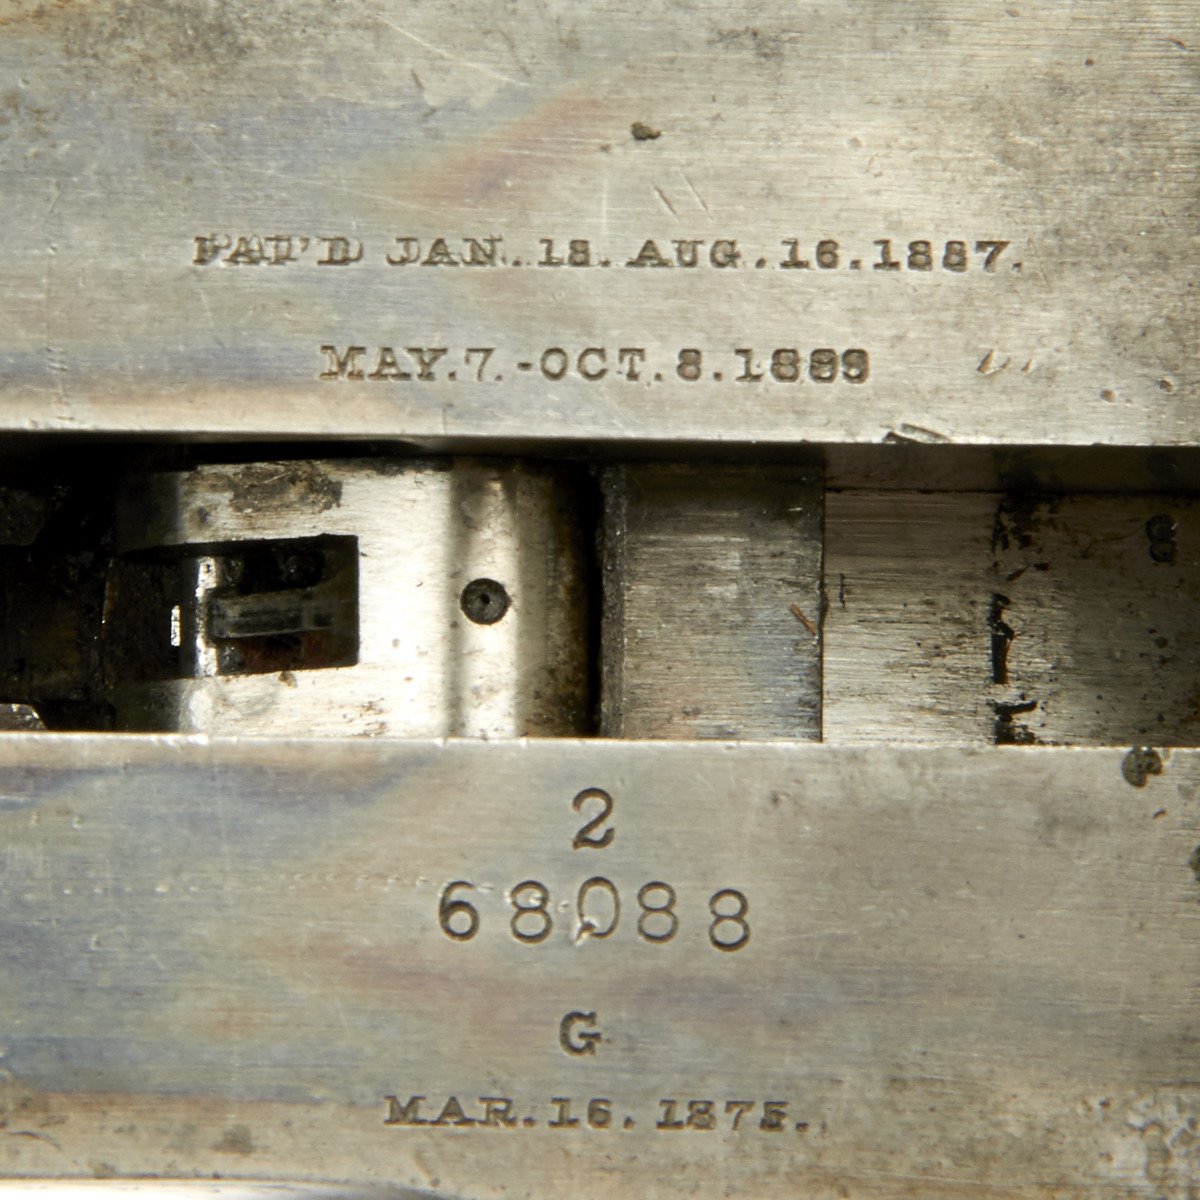 PAT'D JAN. 18. AUG. 16. 1887.
MAY. 7. - OCT. 8. 1889
2
68088
G
MAR. 16. 1875.